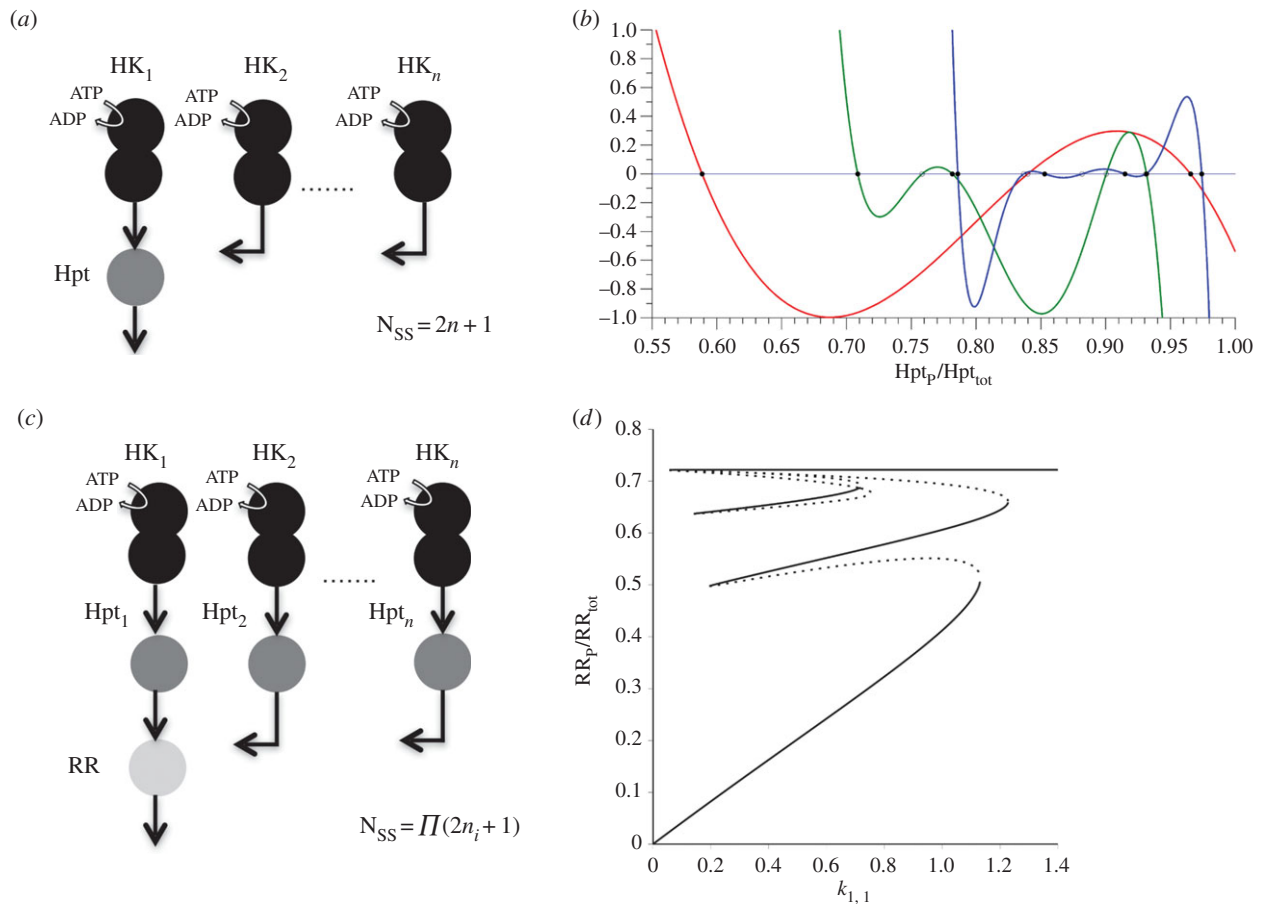 (a)
HK1 HK2 HKn
ATP ATP ATP
ADP ADP ADP
.......
Hpt
NSS = 2n + 1
(b)
1.0
0.8
0.6
0.4
0.2
0
−0.2
−0.4
−0.6
−0.8
−1.0
0.55 0.60 0.70 0.75 0.80 0.85 0.90 0.95 1.00
HptP/Hpttot
(c)
HK1 HK2 HKn
ATP ATP ATP
ADP ADP ADP
.......
Hpt1 Hpt2 Hptn
RR
NSS = Π(2ni + 1)
(d)
0.8
0.7
0.6
0.5
0.4
0.3
0.2
0.1
0
RRP/RRtot
0 0.2 0.4 0.6 0.8 1.0 1.2 1.4
k1, 1